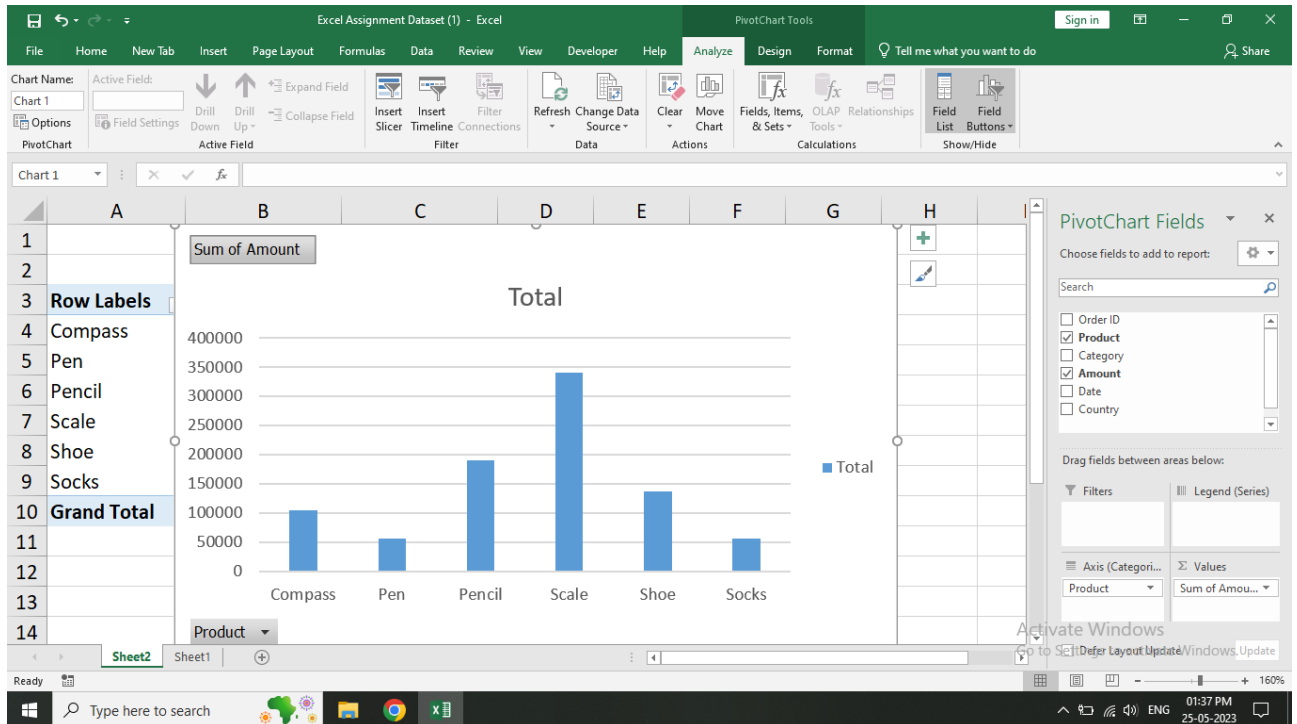 Excel Assignment Dataset (1) - Excel
PivotChart Tools
Sign in
File Home New Tab Insert Page Layout Formulas Data Review View Developer Help Analyze Design Format Tell me what you want to do Share
Chart Name:
Chart 1
Options
PivotChart
Active Field:
Field Settings
Drill Down
Drill Up
Expand Field
Collapse Field
Active Field
Insert Slicer
Insert Timeline
Filter Connections
Filter
Refresh
Change Data Source
Data
Clear
Move Chart
Actions
Fields, Items, & Sets
OLAP Tools
Relationships
Calculations
Field List
Field Buttons
Show/Hide
Chart 1
fx
A B C D E F G H
1
2
3 Row Labels
4 Compass
5 Pen
6 Pencil
7 Scale
8 Shoe
9 Socks
10 Grand Total
11
12
13
14
Sum of Amount
Total
400000
350000
300000
250000
200000
150000
100000
50000
0
Compass Pen Pencil Scale Shoe Socks
Total
Product
PivotChart Fields
Choose fields to add to report:
Search
Order ID
Product
Category
Amount
Date
Country
Drag fields between areas below:
Filters
Legend (Series)
Axis (Categori...
Σ Values
Product
Sum of Amou...
Activate Windows
Go to Settings to activate Windows.
Defer Layout Update
Update
Sheet2 Sheet1
Ready
160%
Type here to search
ENG
01:37 PM
25-05-2023